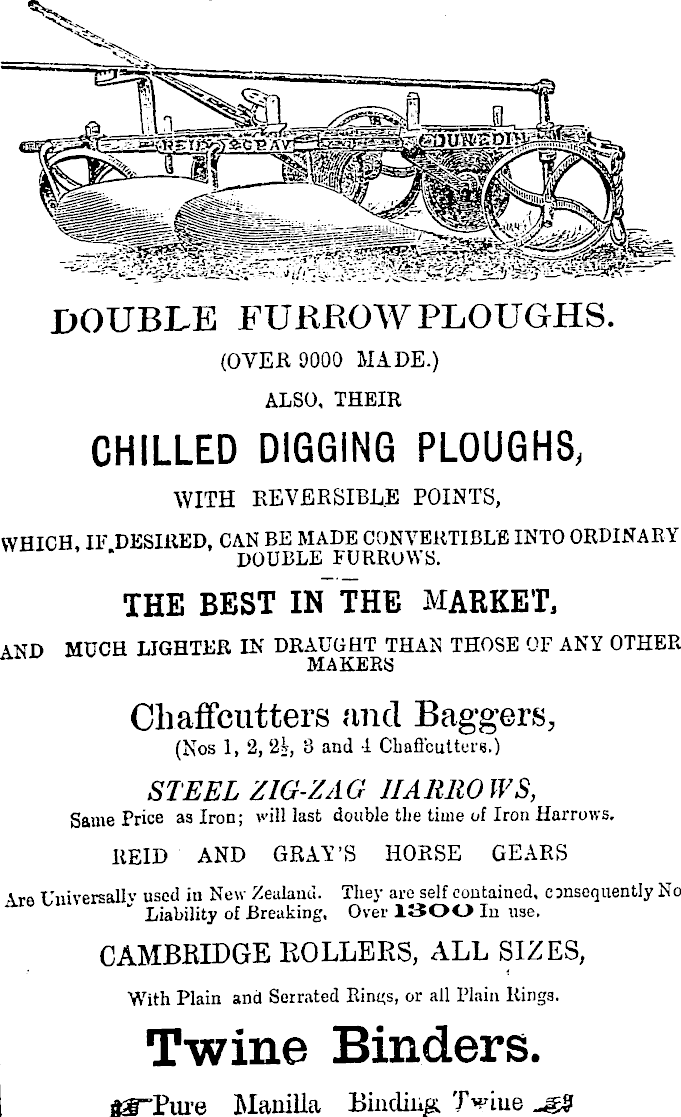 REID & GRAY DUNEDIN
DOUBLE FURROW PLOUGHS.
(OVER 9000 MADE.)
ALSO, THEIR
CHILLED DIGGING PLOUGHS,
WITH REVERSIBLE POINTS,
WHICH, IF DESIRED, CAN BE MADE CONVERTIBLE INTO ORDINARY
DOUBLE FURROWS.
THE BEST IN THE MARKET,
AND MUCH LIGHTER IN DRAUGHT THAN THOSE OF ANY OTHER
MAKERS
Chaffcutters and Baggers,
(Nos 1, 2, 2½, 3 and 4 Chaffcutters.)
STEEL ZIG-ZAG HARROWS,
Same Price as Iron; will last double the time of Iron Harrows.
REID AND GRAY'S HORSE GEARS
Are Universally used in New Zealand. They are self contained, consequently No
Liability of Breaking, Over 1300 In use.
CAMBRIDGE ROLLERS, ALL SIZES,
With Plain and Serrated Rings, or all Plain Rings.
Twine Binders.
Pure Manilla Binding Twine